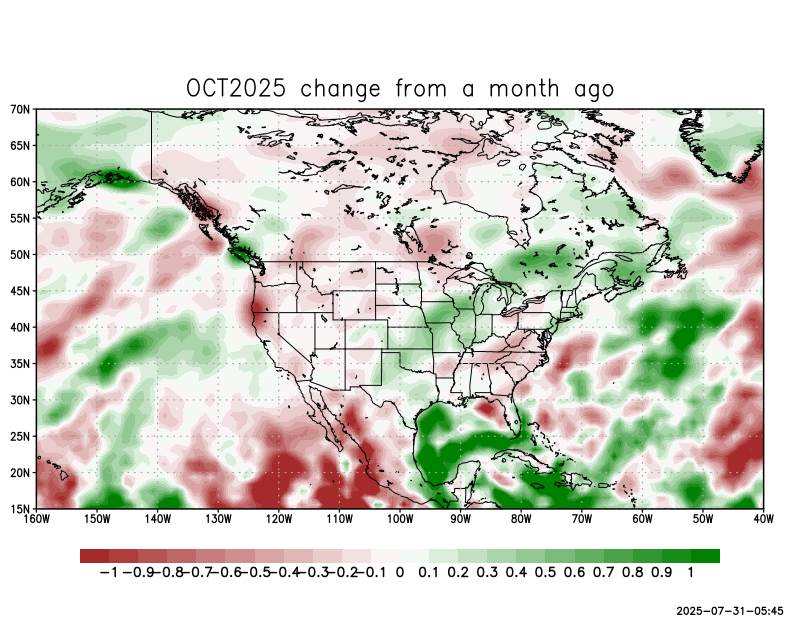 OCT2025 change from a month ago
70N
65N
60N
55N
50N
45N
40N
35N
30N
25N
20N
15N
160W 150W 140W 130W 120W 110W 100W 90W 80W 70W 60W 50W 40W
-1 -0.9 -0.8 -0.7 -0.6 -0.5 -0.4 -0.3 -0.2 -0.1 0 0.1 0.2 0.3 0.4 0.5 0.6 0.7 0.8 0.9 1
2025-07-31-05:45